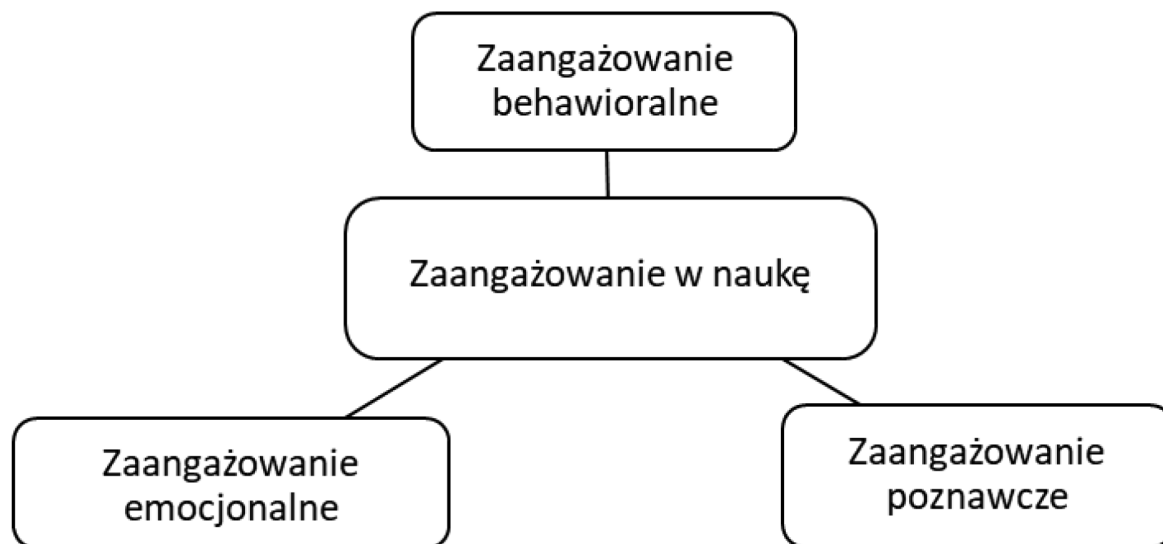 Zaangażowanie
behawioralne
Zaangażowanie w naukę
Zaangażowanie
emocjonalne
Zaangażowanie
poznawcze